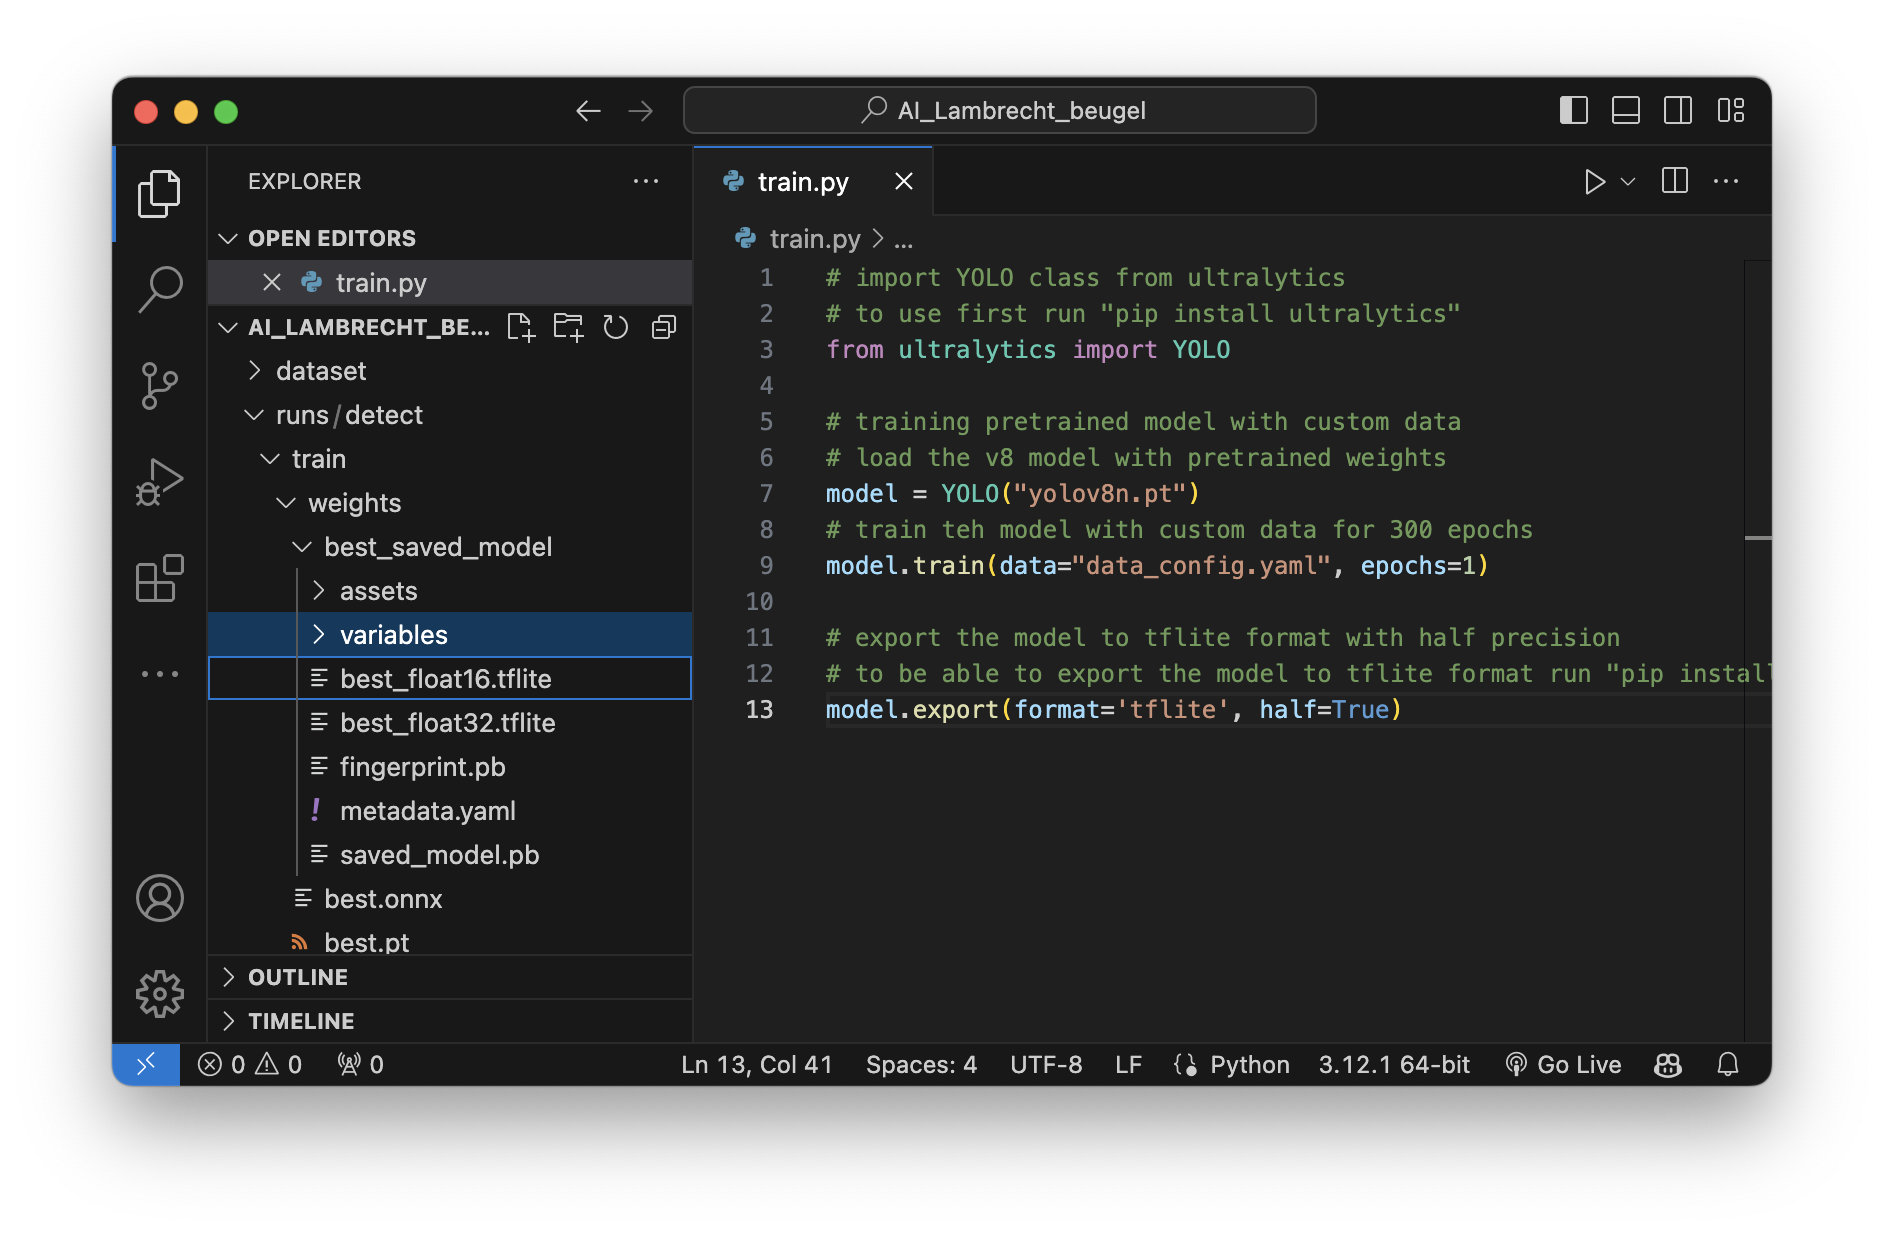 AI_Lambrecht_beugel
EXPLORER
OPEN EDITORS
train.py
AI_LAMBRECHT_BE...
dataset
runs/detect
train
weights
best_saved_model
assets
variables
best_float16.tflite
best_float32.tflite
fingerprint.pb
! metadata.yaml
saved_model.pb
best.onnx
best.pt
OUTLINE
TIMELINE
train.py
train.py > ...
1 # import YOLO class from ultralytics
2 # to use first run "pip install ultralytics"
3 from ultralytics import YOLO
4
5 # training pretrained model with custom data
6 # load the v8 model with pretrained weights
7 model = YOLO("yolov8n.pt")
8 # train teh model with custom data for 300 epochs
9 model.train(data="data_config.yaml", epochs=1)
10
11 # export the model to tflite format with half precision
12 # to be able to export the model to tflite format run "pip install
13 model.export(format='tflite', half=True)
0 0 0 Ln 13, Col 41 Spaces: 4 UTF-8 LF Python 3.12.1 64-bit Go Live